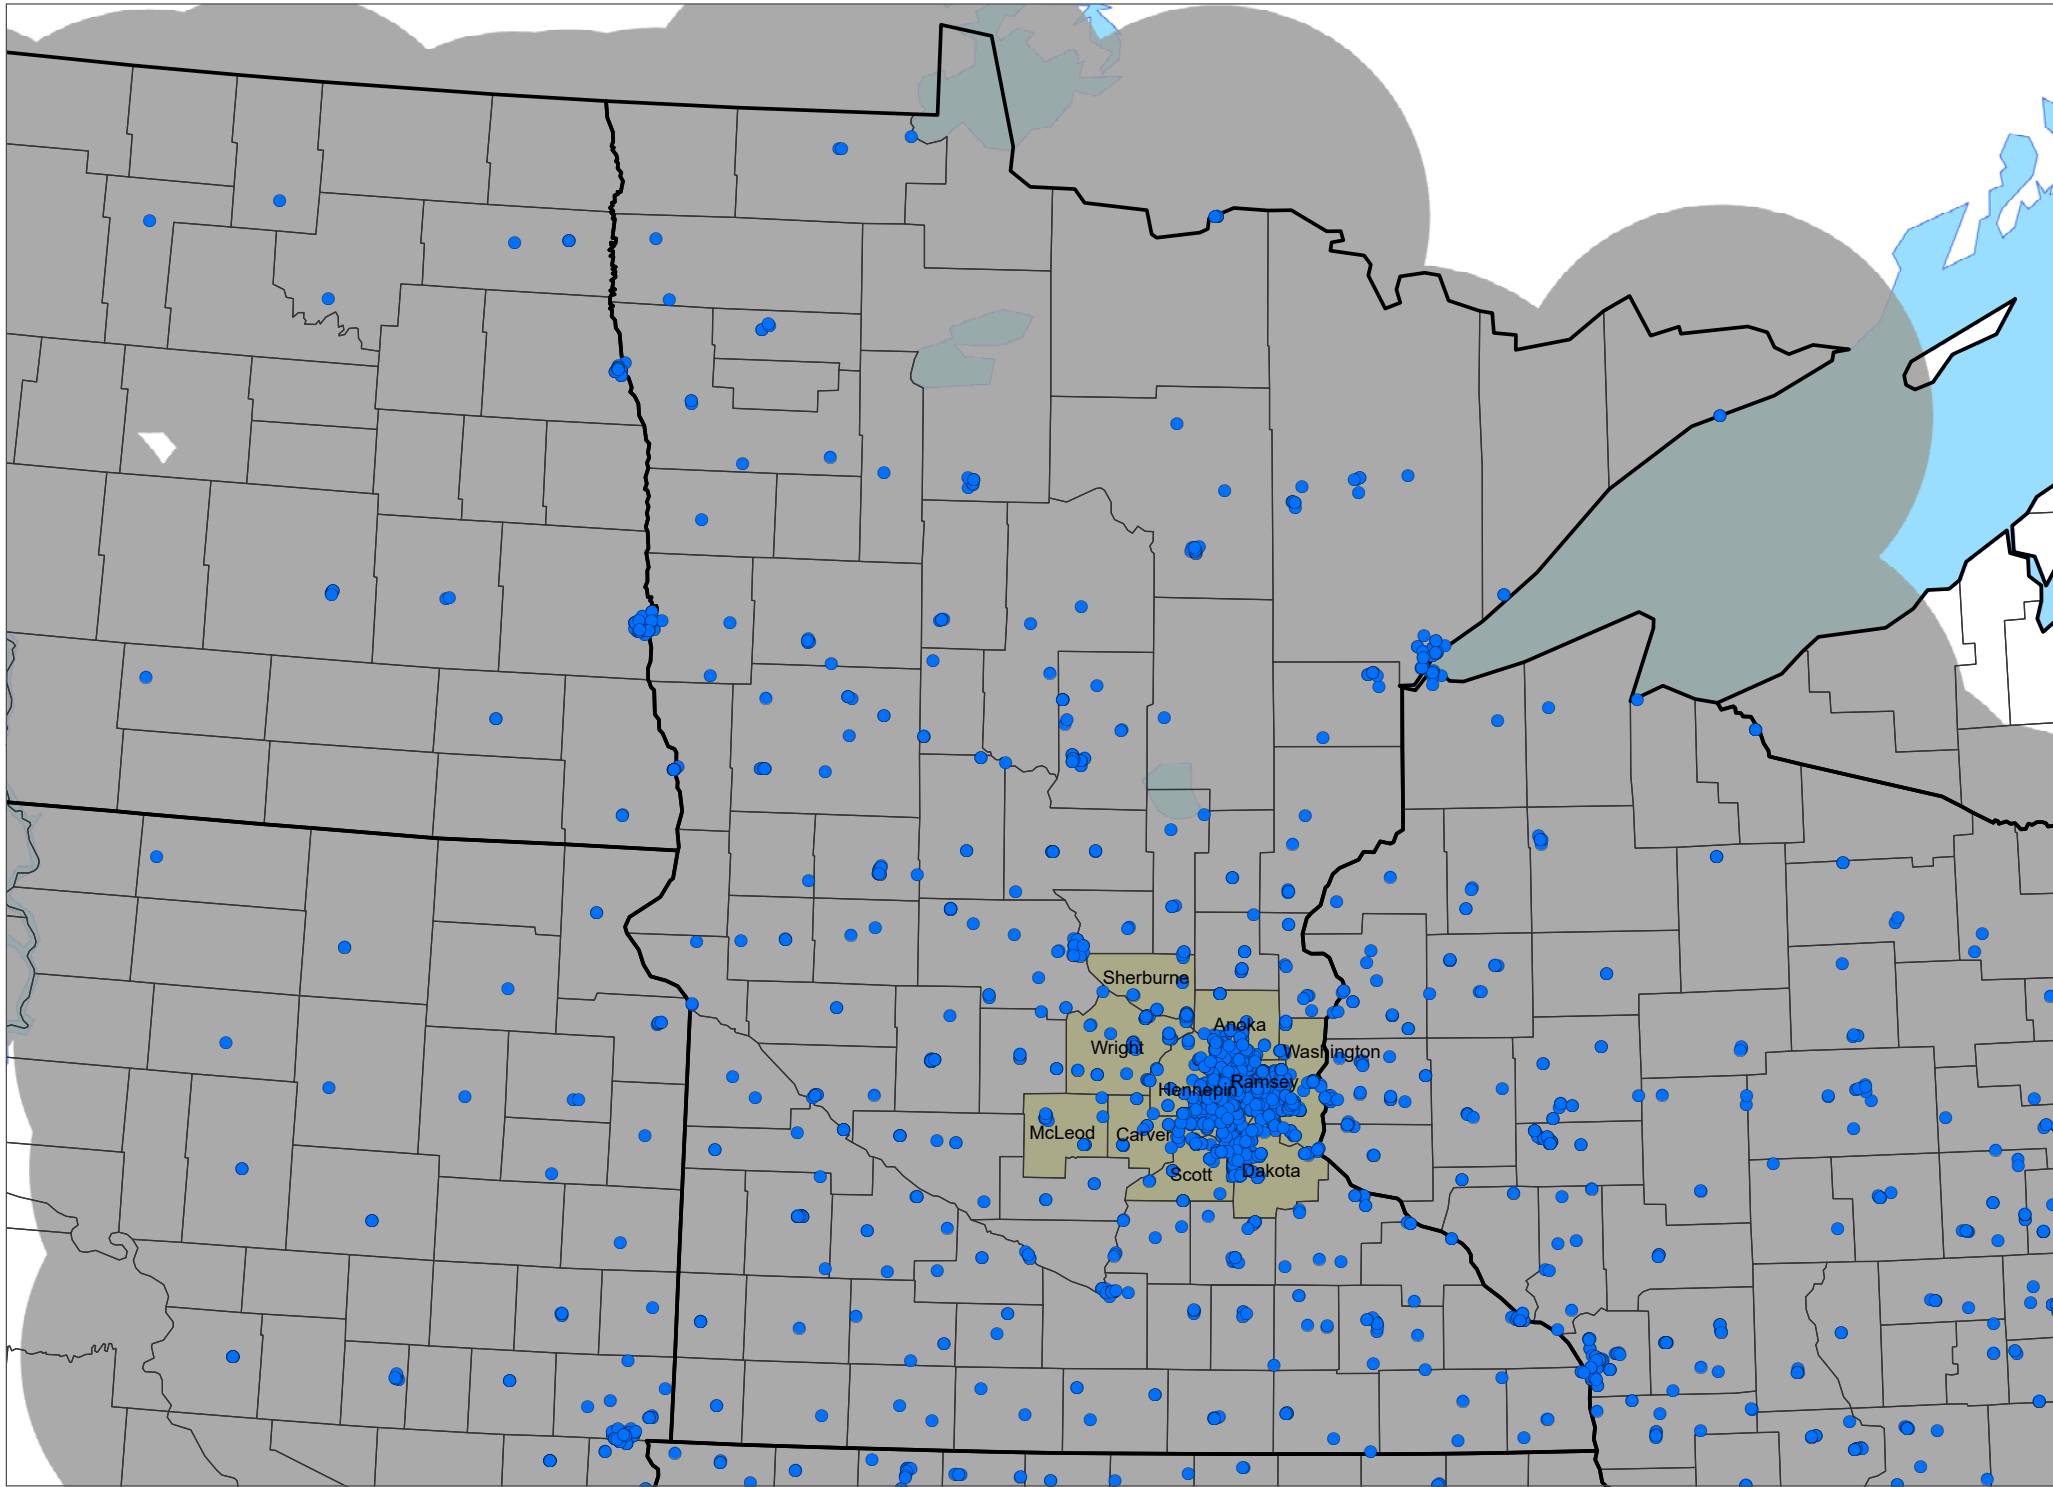 Sherburne
Anoka
Wright
Washington
Ramsey
Hennepin
McLeod
Carver
Scott
Dakota